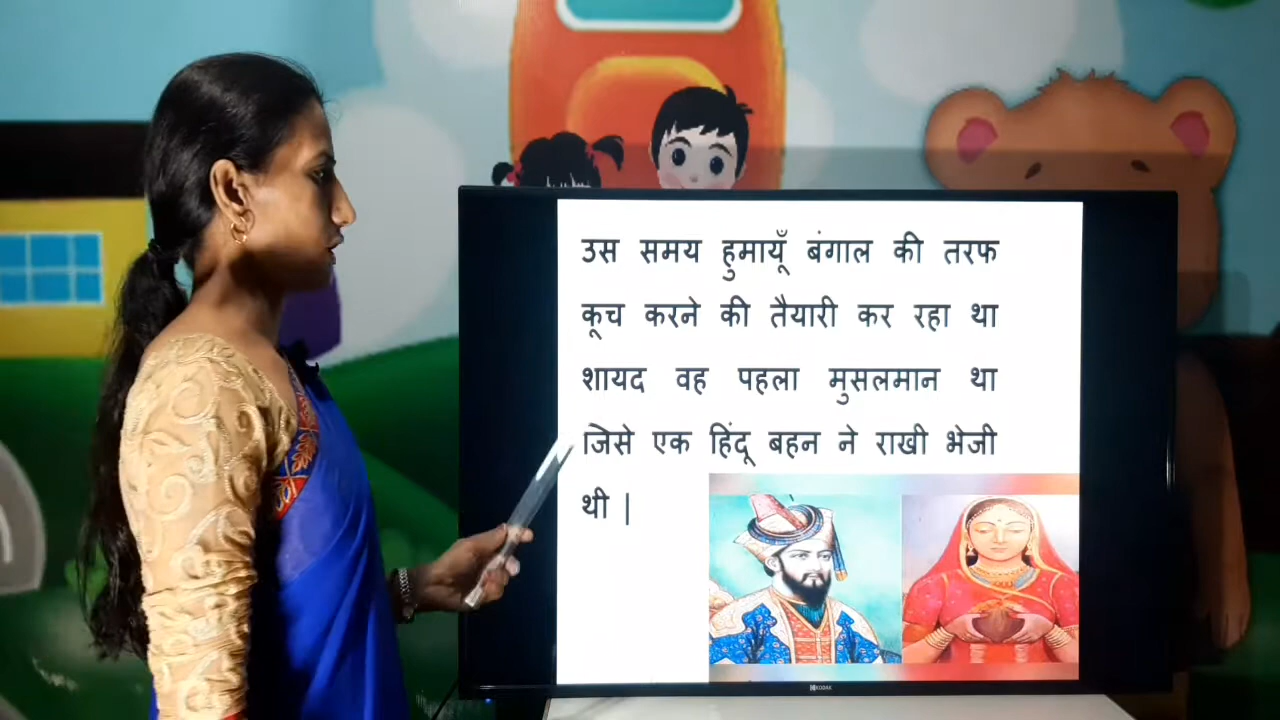 उस समय हुमायूँ बंगाल की तरफ
कूच करने की तैयारी कर रहा था
शायद वह पहला मुसलमान था
जिसे एक हिंदू बहन ने राखी भेजी
थी |
KODAK